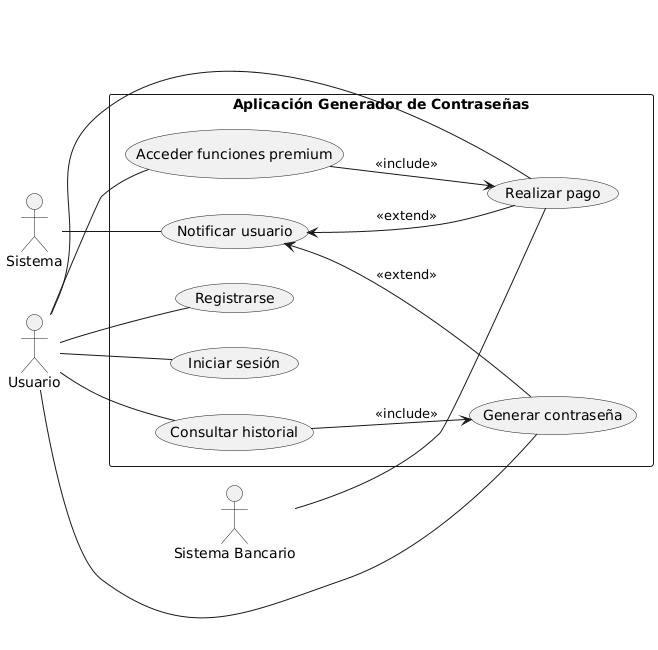 Aplicación Generador de Contraseñas
Acceder funciones premium
«include»
Realizar pago
«extend»
Notificar usuario
Sistema
«extend»
Registrarse
Iniciar sesión
Usuario
«include»
Generar contraseña
Consultar historial
Sistema Bancario